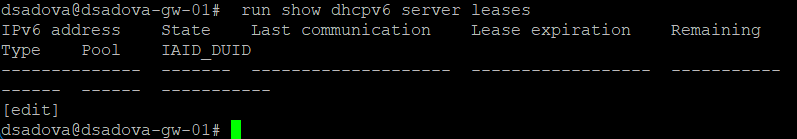 dsadova@dsadova-gw-01#  run show dhcpv6 server leases
IPv6 address    State    Last communication    Lease expiration    Remaining
Type    Pool    IAID_DUID
--------------  -------  --------------------  ------------------  -----------
------  ------  -----------
[edit]
dsadova@dsadova-gw-01#